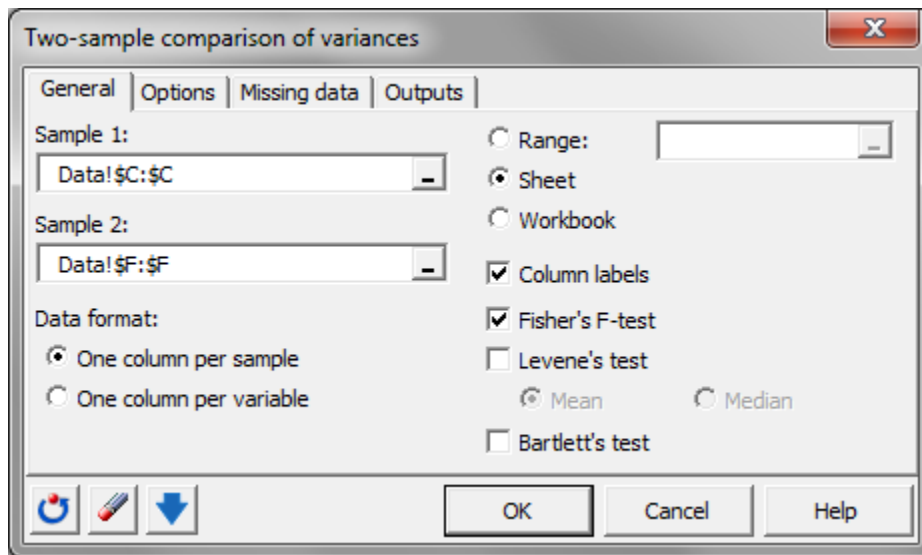 Two-sample comparison of variances
General Options Missing data Outputs
Sample 1:
Data!$C:$C
Sample 2:
Data!$F:$F
Data format:
One column per sample
One column per variable
Range:
Sheet
Workbook
Column labels
Fisher's F-test
Levene's test
Mean Median
Bartlett's test
OK Cancel Help